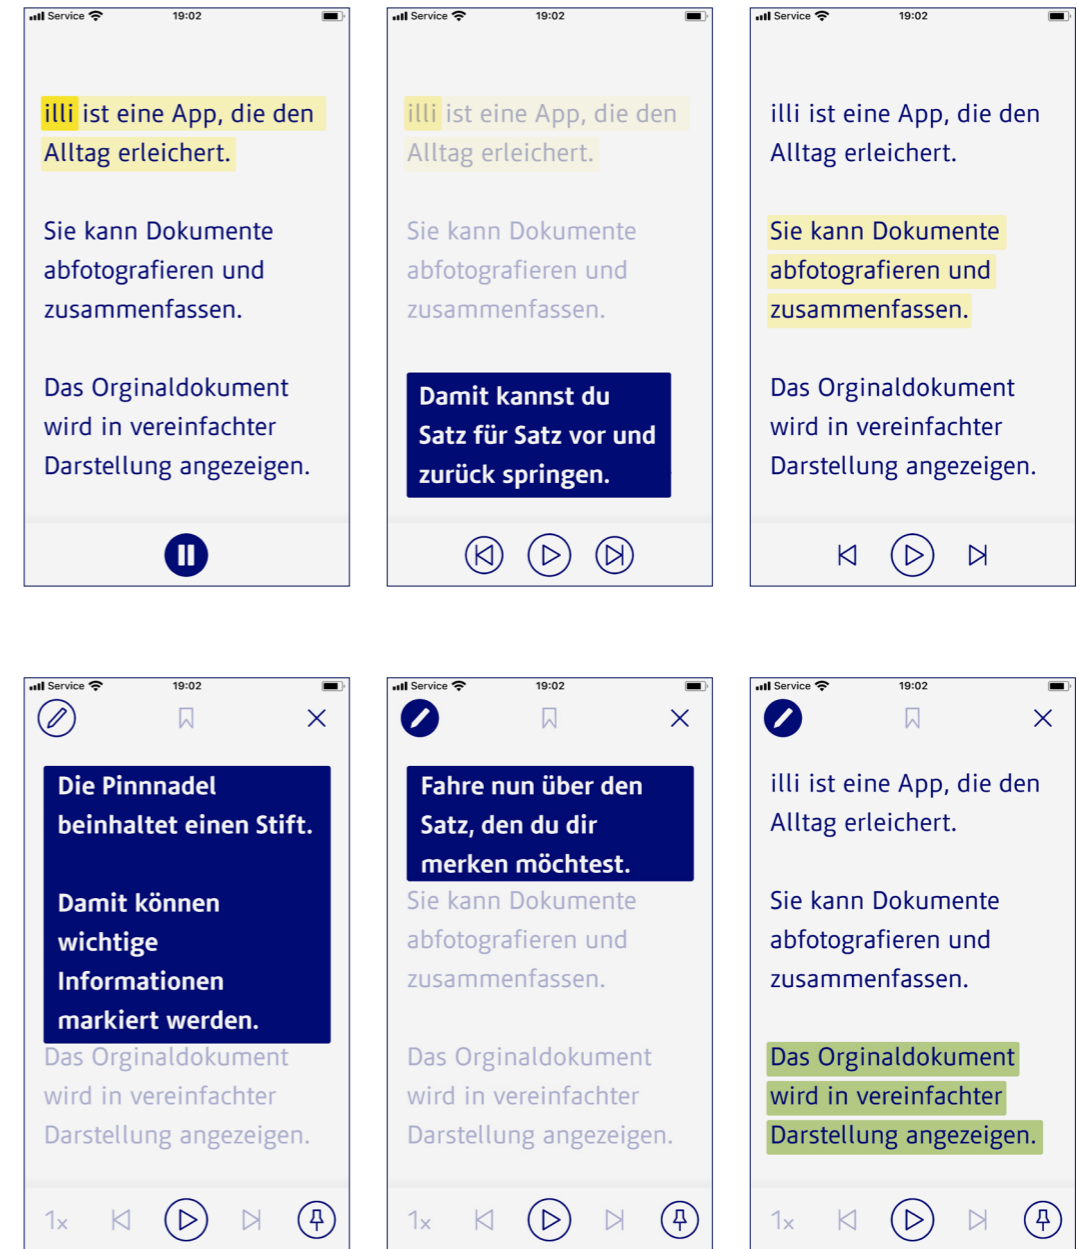 Service 19:02
illi ist eine App, die den
Alltag erleichert.
Sie kann Dokumente
abfotografieren und
zusammenfassen.
Das Orginaldokument
wird in vereinfachter
Darstellung angezeigen.
Service 19:02
illi ist eine App, die den
Alltag erleichert.
Sie kann Dokumente
abfotografieren und
zusammenfassen.
Damit kannst du
Satz für Satz vor und
zurück springen.
Service 19:02
illi ist eine App, die den
Alltag erleichert.
Sie kann Dokumente
abfotografieren und
zusammenfassen.
Das Orginaldokument
wird in vereinfachter
Darstellung angezeigen.
Service 19:02
Die Pinnnadel
beinhaltet einen Stift.
Damit können
wichtige
Informationen
markiert werden.
Das Orginaldokument
wird in vereinfachter
Darstellung angezeigen.
1x
Service 19:02
Fahre nun über den
Satz, den du dir
merken möchtest.
Sie kann Dokumente
abfotografieren und
zusammenfassen.
Das Orginaldokument
wird in vereinfachter
Darstellung angezeigen.
1x
Service 19:02
illi ist eine App, die den
Alltag erleichert.
Sie kann Dokumente
abfotografieren und
zusammenfassen.
Das Orginaldokument
wird in vereinfachter
Darstellung angezeigen.
1x